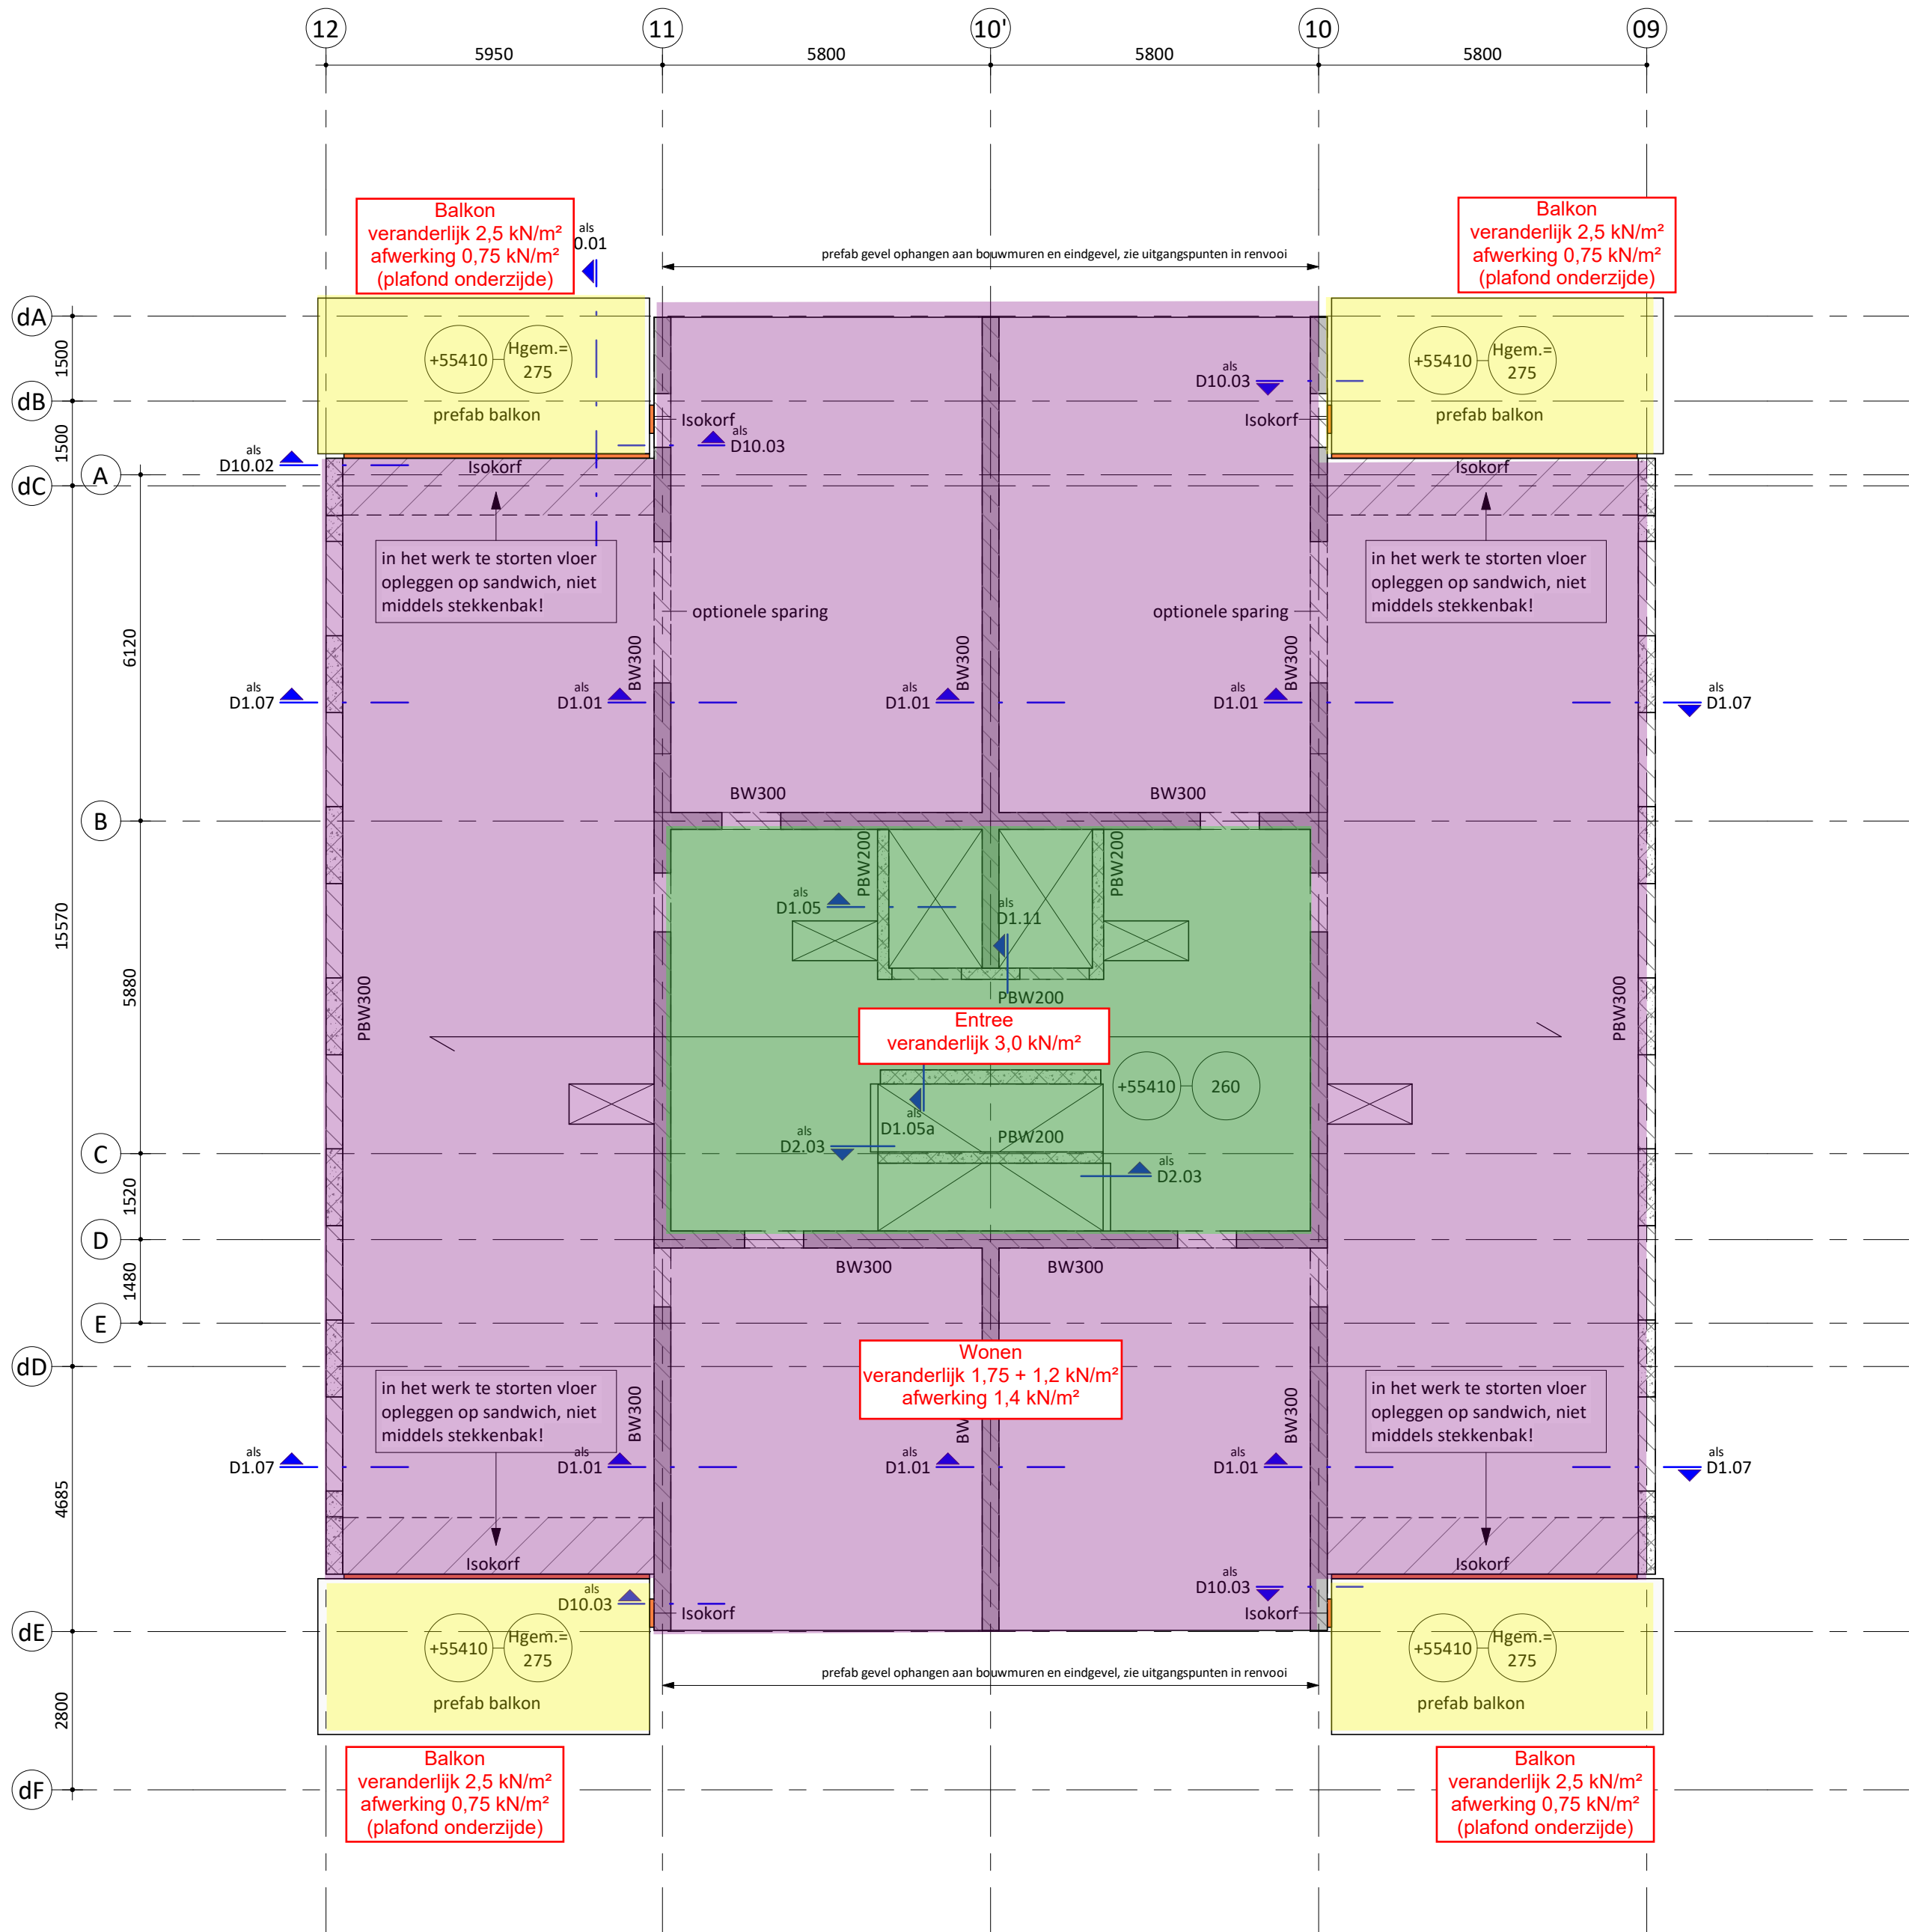 12
11
10'
10
09
5950
5800
5800
5800
Balkon
veranderlijk 2,5 kN/m²
afwerking 0,75 kN/m²
(plafond onderzijde)
als
0.01
prefab gevel ophangen aan bouwmuren en eindgevel, zie uitgangspunten in renvooi
Balkon
veranderlijk 2,5 kN/m²
afwerking 0,75 kN/m²
(plafond onderzijde)
dA
1500
dB
1500
A
dC
+55410
Hgem.=
275
prefab balkon
als
D10.03
Isokorf
+55410
Hgem.=
275
prefab balkon
Isokorf
als
D10.03
als
D10.02
Isokorf
Isokorf
in het werk te storten vloer
opleggen op sandwich, niet
middels stekkenbak!
in het werk te storten vloer
opleggen op sandwich, niet
middels stekkenbak!
optionele sparing
optionele sparing
6120
BW300
BW300
BW300
als
D1.07
als
D1.01
als
D1.01
als
D1.01
als
D1.07
BW300
BW300
B
15570
5880
PBW200
PBW200
als
D1.05
als
D1.11
PBW300
PBW200
PBW300
Entree
veranderlijk 3,0 kN/m²
+55410
260
als
D1.05a
PBW200
als
D2.03
als
D2.03
C
1520
D
1480
E
BW300
BW300
dD
Wonen
veranderlijk 1,75 + 1,2 kN/m²
afwerking 1,4 kN/m²
in het werk te storten vloer
opleggen op sandwich, niet
middels stekkenbak!
in het werk te storten vloer
opleggen op sandwich, niet
middels stekkenbak!
BW300
BW
BW300
als
D1.07
als
D1.01
als
D1.01
als
D1.01
als
D1.07
4685
Isokorf
Isokorf
als
D10.03
als
D10.03
Isokorf
Isokorf
dE
+55410
Hgem.=
275
prefab balkon
+55410
Hgem.=
275
prefab balkon
prefab gevel ophangen aan bouwmuren en eindgevel, zie uitgangspunten in renvooi
2800
dF
Balkon
veranderlijk 2,5 kN/m²
afwerking 0,75 kN/m²
(plafond onderzijde)
Balkon
veranderlijk 2,5 kN/m²
afwerking 0,75 kN/m²
(plafond onderzijde)